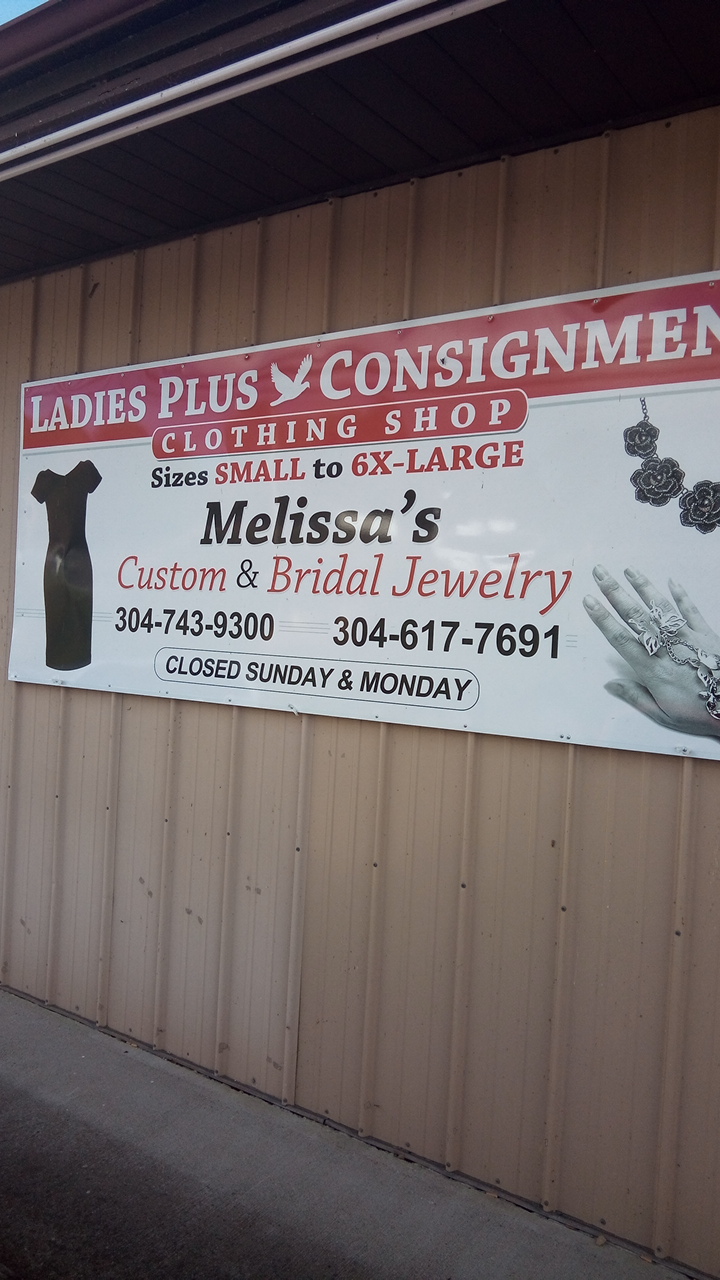 LADIES PLUS CONSIGNMEN
CLOTHING SHOP
Sizes SMALL to 6X-LARGE
Melissa's
Custom & Bridal Jewelry
304-743-9300 304-617-7691
CLOSED SUNDAY & MONDAY